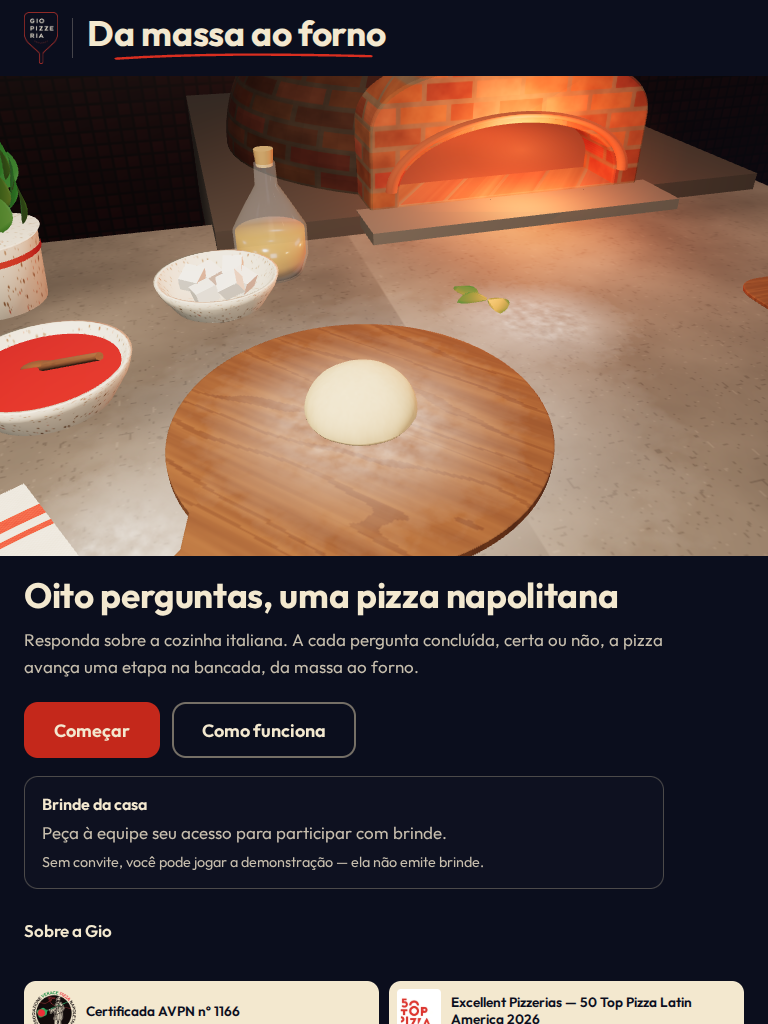 GIO
PIZZE
RIA
Da massa ao forno
Oito perguntas, uma pizza napolitana
Responda sobre a cozinha italiana. A cada pergunta concluída, certa ou não, a pizza
avança uma etapa na bancada, da massa ao forno.
Começar
Como funciona
Brinde da casa
Peça à equipe seu acesso para participar com brinde.
Sem convite, você pode jogar a demonstração — ela não emite brinde.
Sobre a Gio
Certificada AVPN nº 1166
50
TOP
PIZZA
Excellent Pizzerias — 50 Top Pizza Latin
America 2026